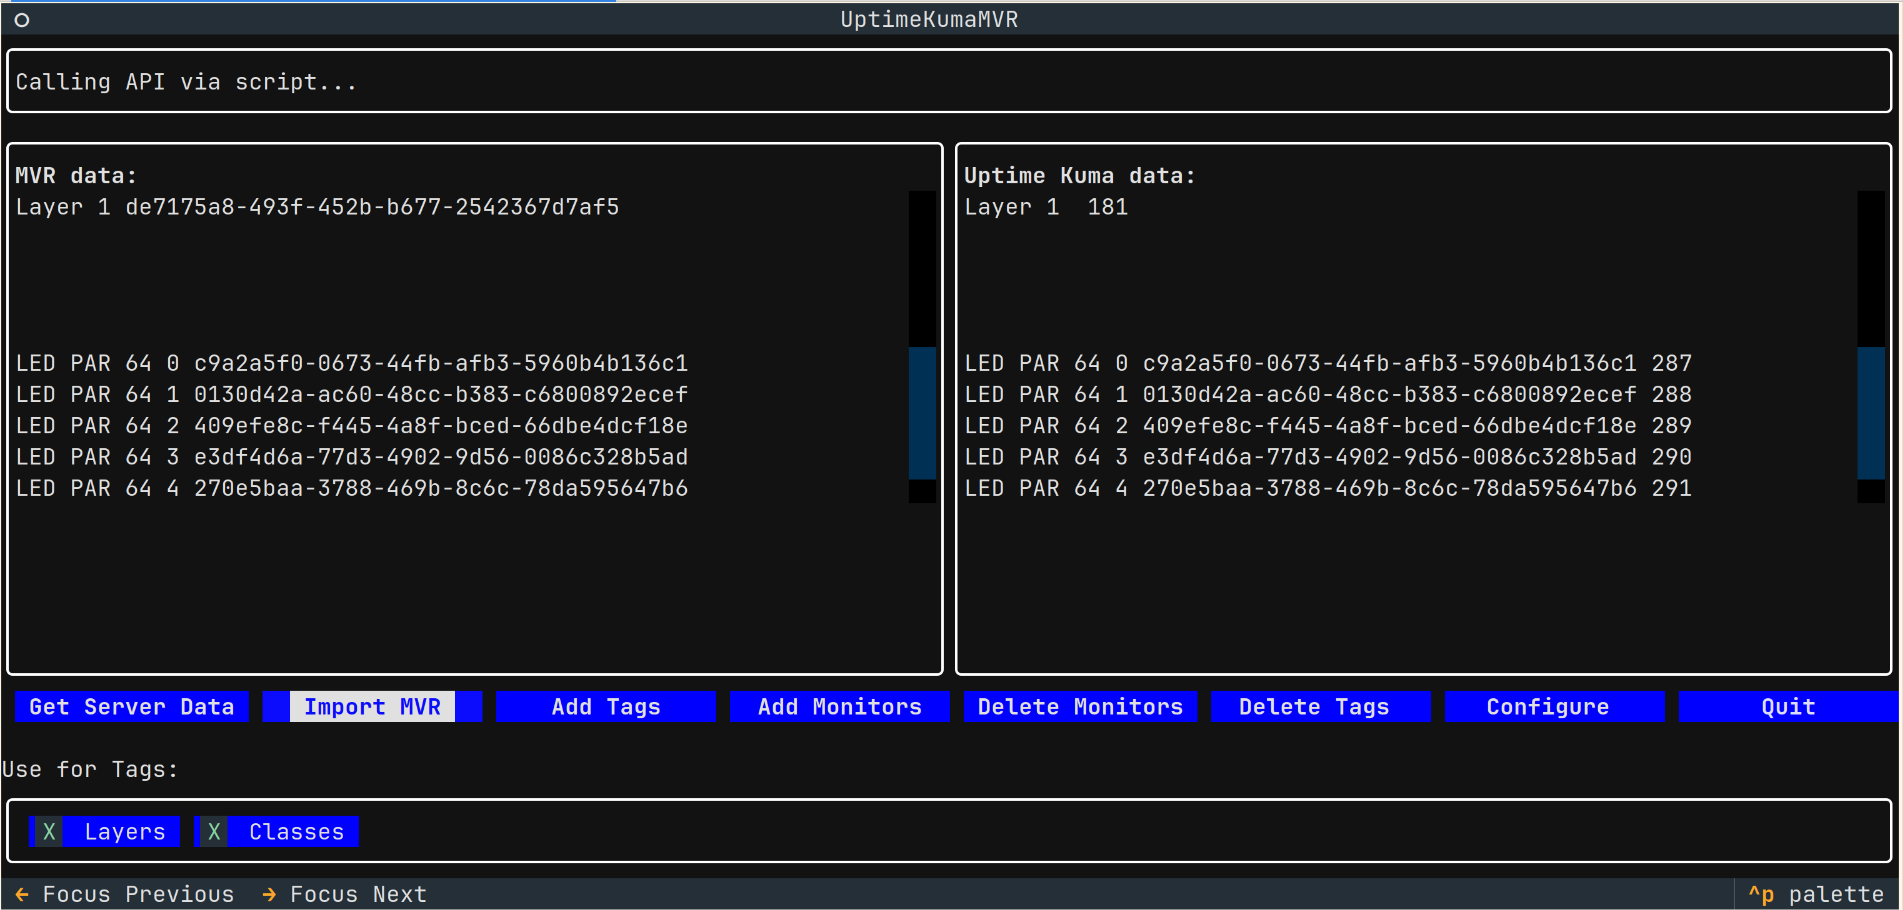 UptimeKumaMVR
Calling API via script...
MVR data:
Layer 1 de7175a8-493f-452b-b677-2542367d7af5
LED PAR 64 0 c9a2a5f0-0673-44fb-afb3-5960b4b136c1
LED PAR 64 1 0130d42a-ac60-48cc-b383-c6800892ecef
LED PAR 64 2 409efe8c-f445-4a8f-bced-66dbe4dcf18e
LED PAR 64 3 e3df4d6a-77d3-4902-9d56-0086c328b5ad
LED PAR 64 4 270e5baa-3788-469b-8c6c-78da595647b6
Uptime Kuma data:
Layer 1  181
LED PAR 64 0 c9a2a5f0-0673-44fb-afb3-5960b4b136c1 287
LED PAR 64 1 0130d42a-ac60-48cc-b383-c6800892ecef 288
LED PAR 64 2 409efe8c-f445-4a8f-bced-66dbe4dcf18e 289
LED PAR 64 3 e3df4d6a-77d3-4902-9d56-0086c328b5ad 290
LED PAR 64 4 270e5baa-3788-469b-8c6c-78da595647b6 291
Get Server Data Import MVR Add Tags Add Monitors Delete Monitors Delete Tags Configure Quit
Use for Tags:
X Layers X Classes
← Focus Previous → Focus Next ^p palette